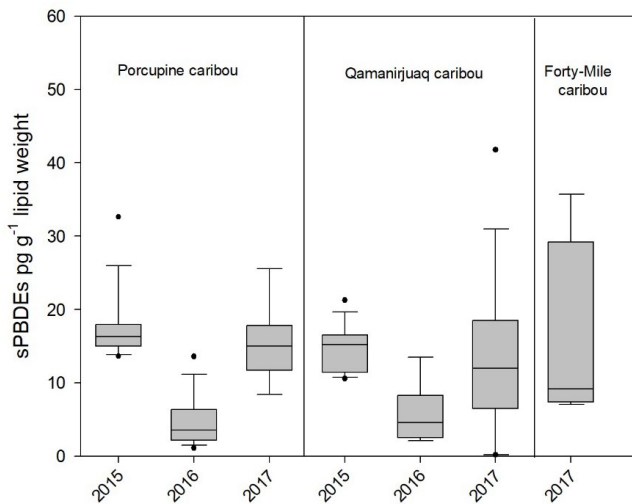 sPBDEs pg g⁻¹ lipid weight
60
50
40
30
20
10
0
Porcupine caribou
Qamanirjuaq caribou
Forty-Mile
caribou
2015
2016
2017
2015
2016
2017
2017